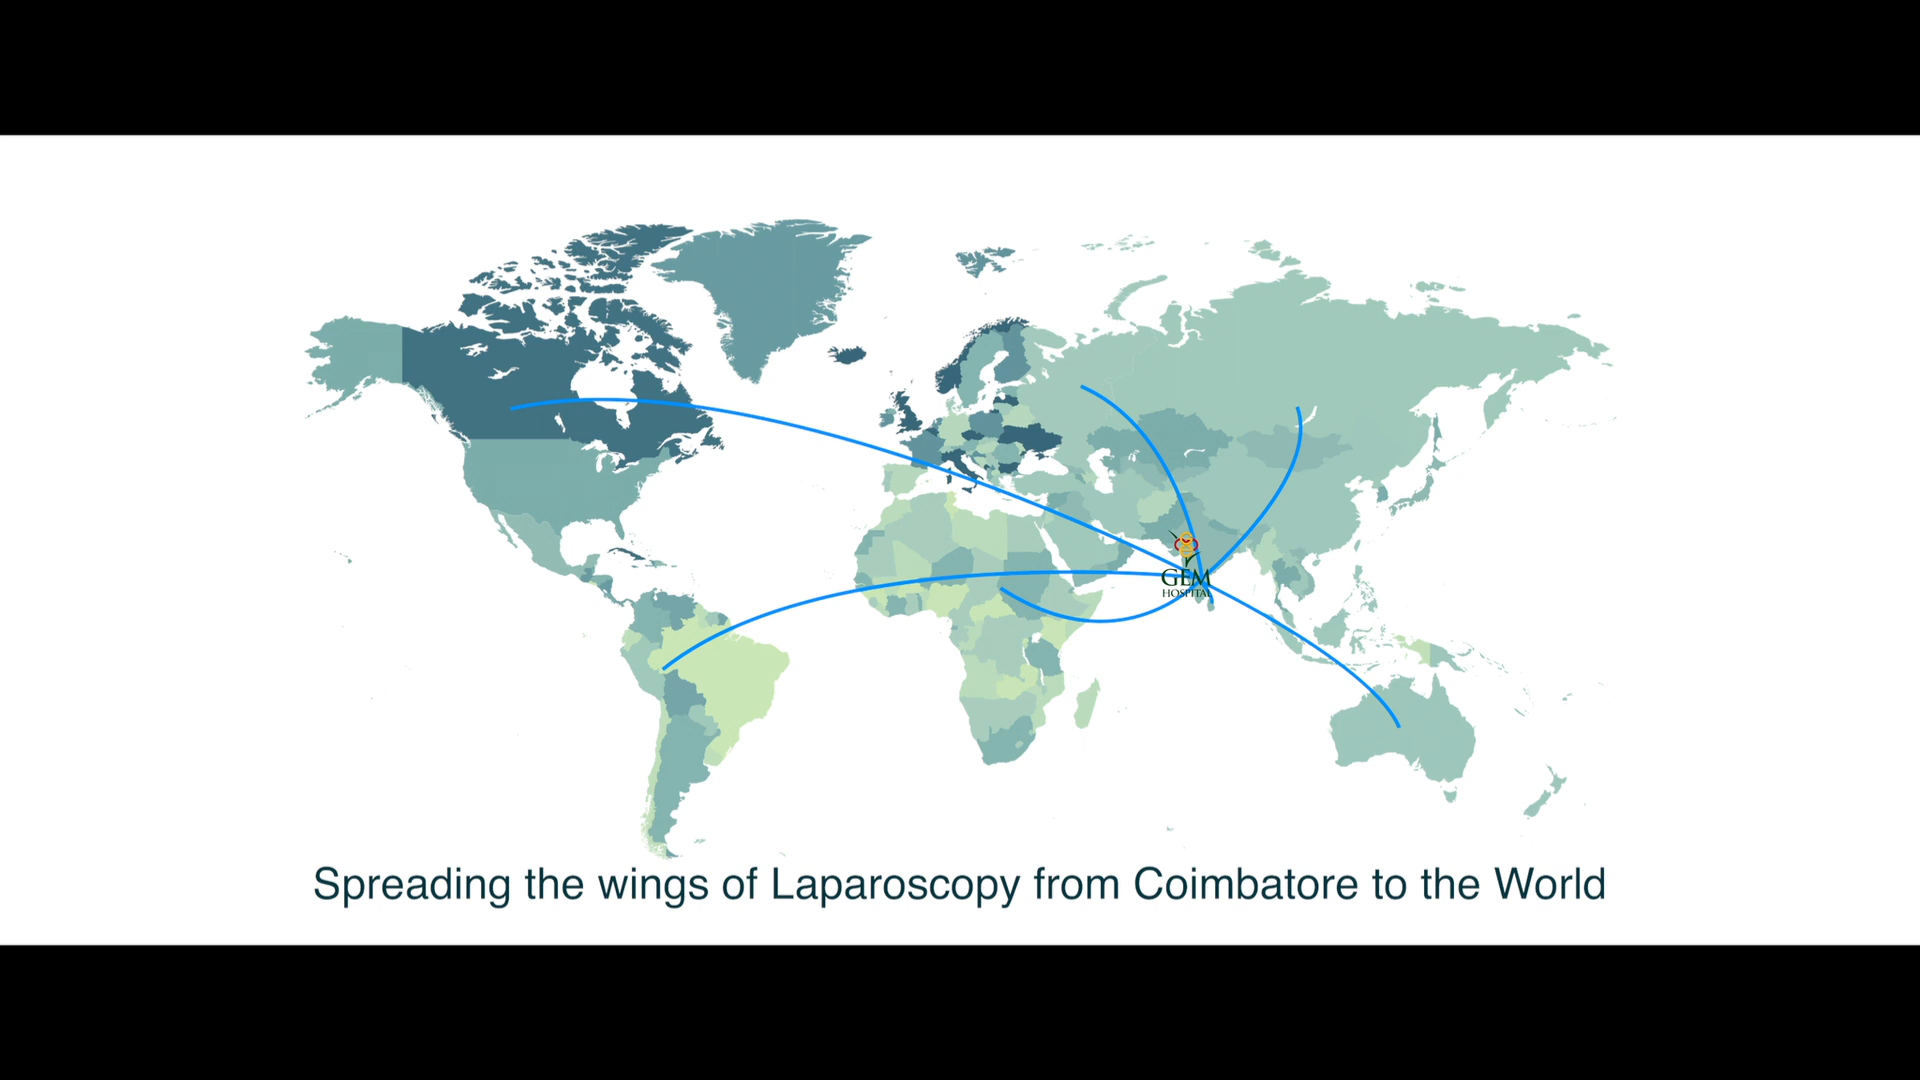 GEM
HOSPITAL
Spreading the wings of Laparoscopy from Coimbatore to the World